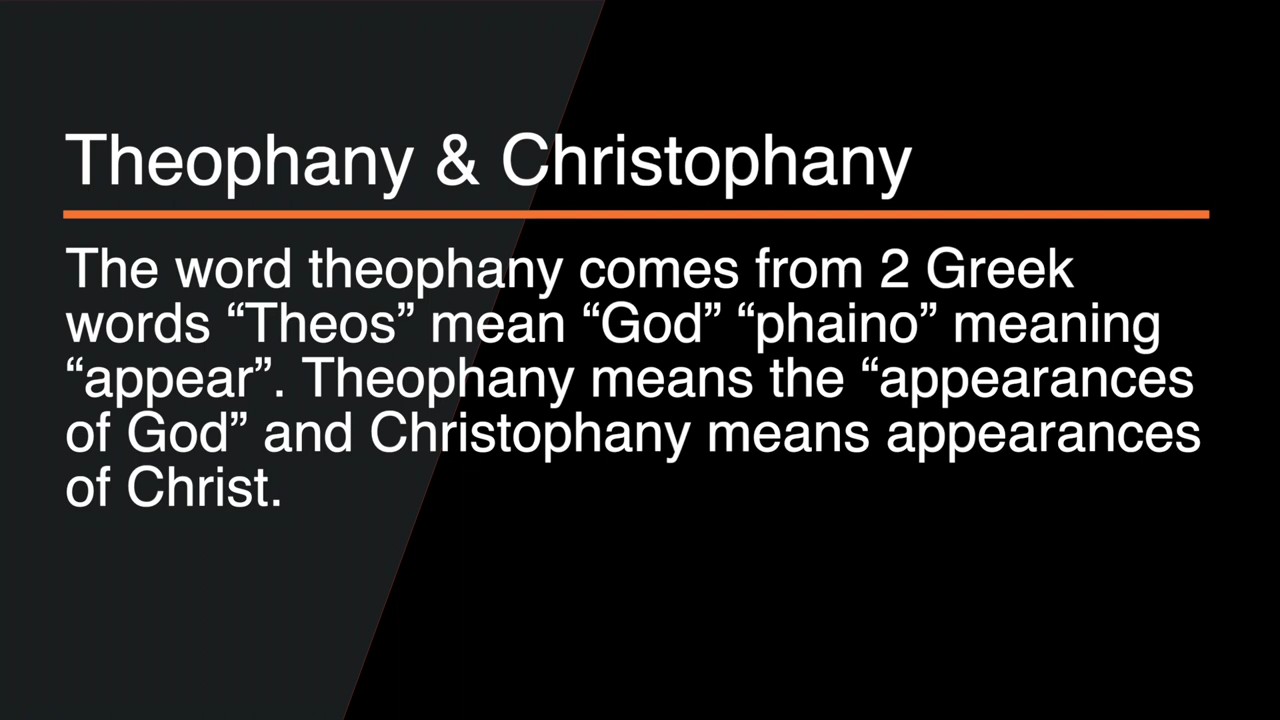 Theophany & Christophany
The word theophany comes from 2 Greek
words “Theos” mean “God” “phaino” meaning
“appear”. Theophany means the “appearances
of God” and Christophany means appearances
of Christ.